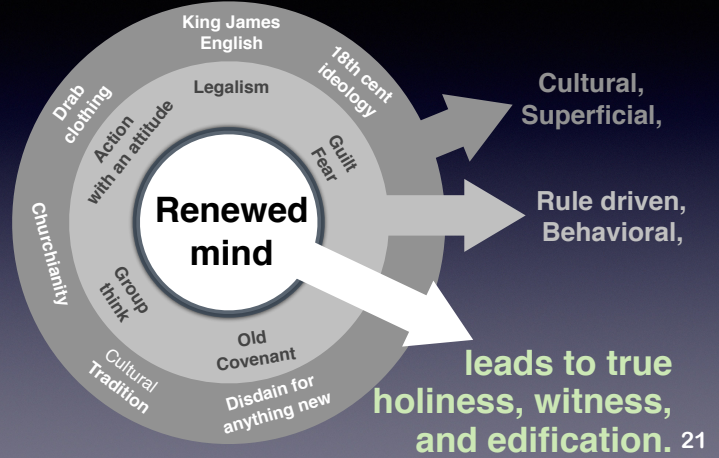 King James
English
18th cent
ideology
Drab
clothing
Legalism
Action
with an attitude
Guilt
Fear
Cultural,
Superficial,
Renewed
mind
Rule driven,
Behavioral,
Churchianity
Group
think
Old
Covenant
Cultural
Tradition
Disdain for
anything new
leads to true
holiness, witness,
and edification.
21